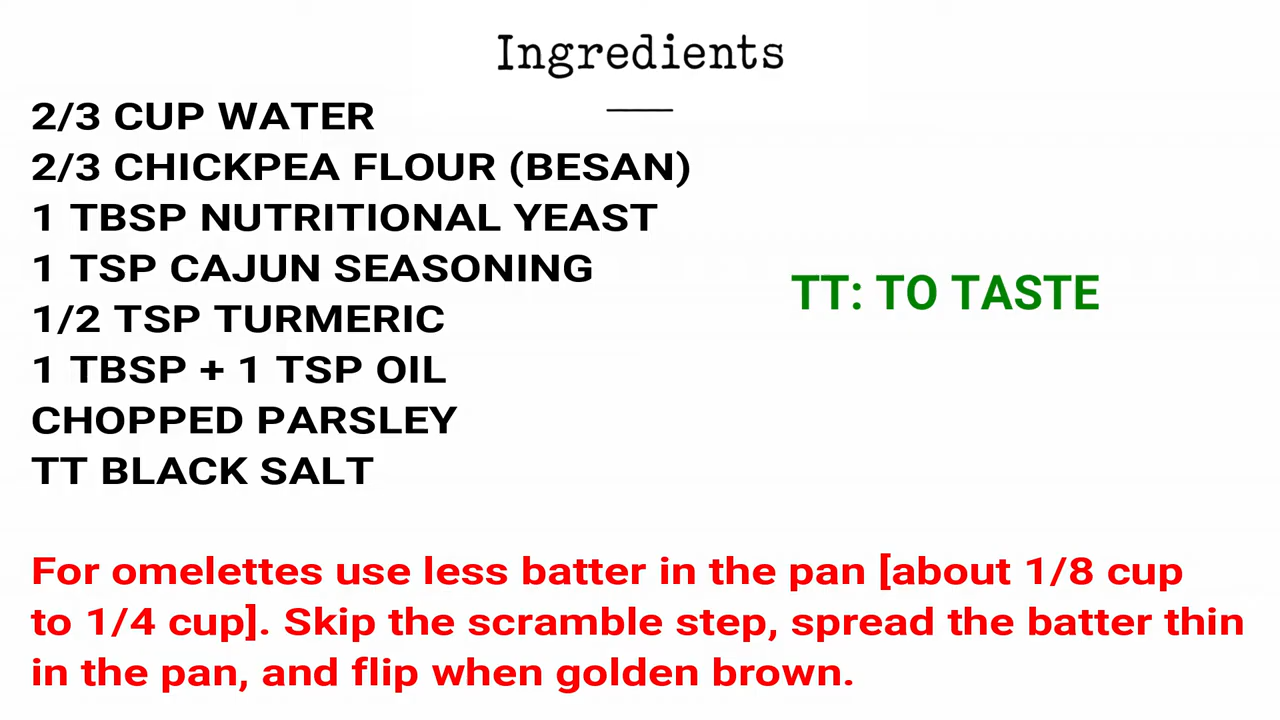 Ingredients
2/3 CUP WATER
2/3 CHICKPEA FLOUR (BESAN)
1 TBSP NUTRITIONAL YEAST
1 TSP CAJUN SEASONING
1/2 TSP TURMERIC
1 TBSP + 1 TSP OIL
CHOPPED PARSLEY
TT BLACK SALT
TT: TO TASTE
For omelettes use less batter in the pan [about 1/8 cup
to 1/4 cup]. Skip the scramble step, spread the batter thin
in the pan, and flip when golden brown.